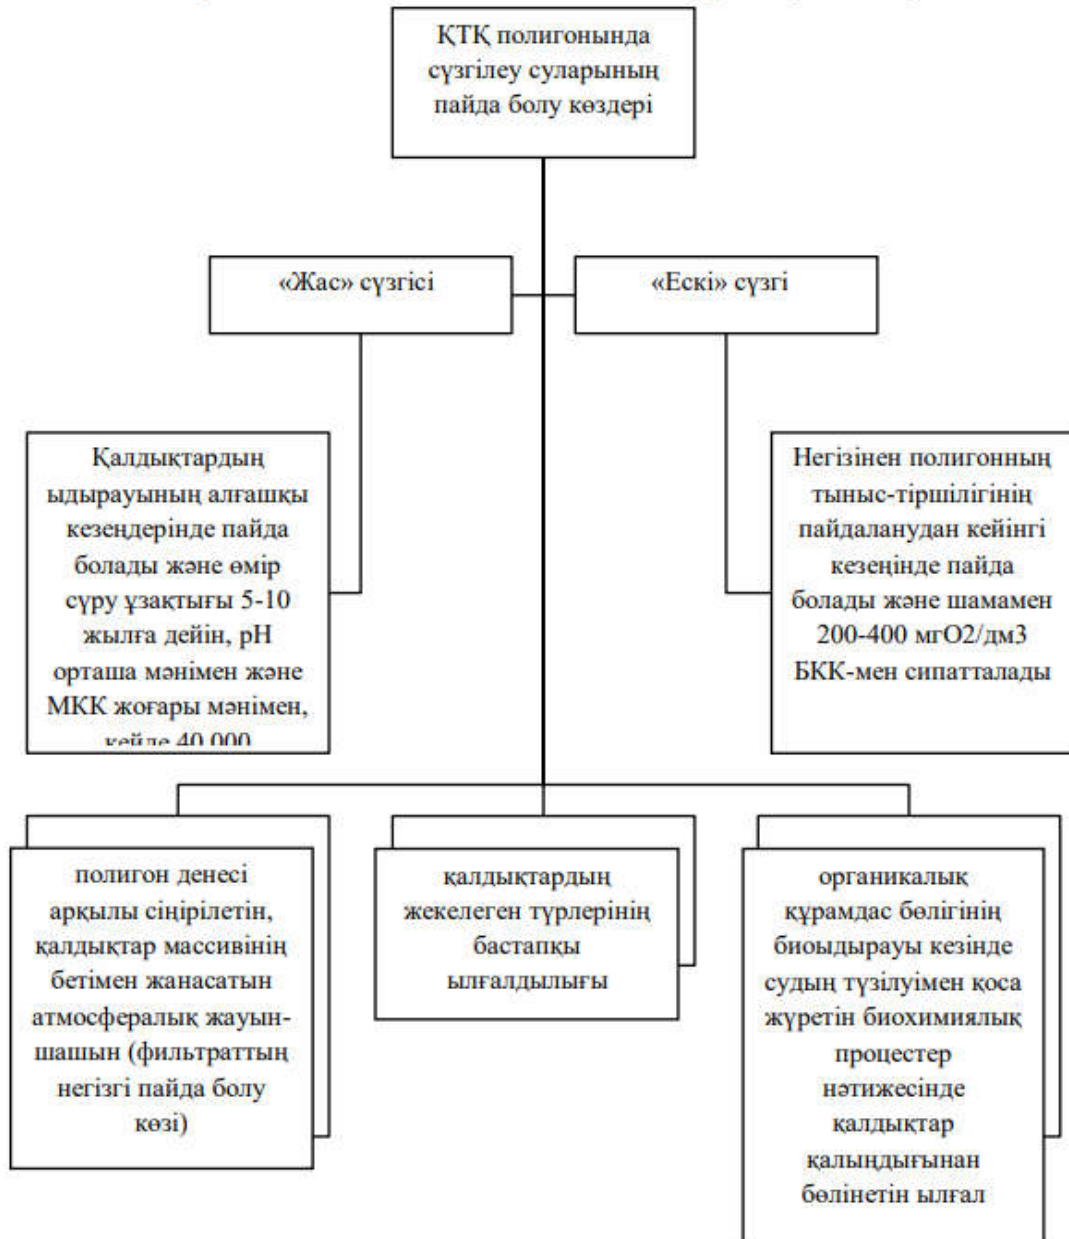 ҚТҚ полигонында
сүзгілеу суларының
пайда болу көздері
«Жас» сүзгісі
«Ескі» сүзгі
Қалдықтардың
ыдырауының алғашқы
кезеңдерінде пайда
болады және өмір
сүру ұзақтығы 5-10
жылға дейін, pH
орташа мәнімен және
МКК жоғары мәнімен,
кейде 40 000
Негізінен полигонның
тыныс-тіршілігінің
пайдаланудан кейінгі
кезеңінде пайда
болады және шамамен
200-400 мгО2/дм3
БКК-мен сипатталады
полигон денесі
арқылы сіңірілетін,
қалдықтар массивінің
бетімен жанасатын
атмосфералық жауын-
шашын (фильтраттың
негізгі пайда болу
көзі)
қалдықтардың
жекелеген түрлерінің
бастапқы
ылғалдылығы
органикалық
құрамдас бөлігінің
биоыдырауы кезінде
судың түзілуімен қоса
жүретін биохимиялық
процестер
нәтижесінде
қалдықтар
қалыңдығынан
бөлінетін ылғал